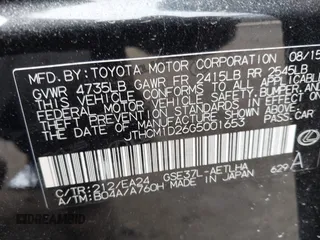 MFD.BY:TOYOTA MOTOR CORPORATION 08/15
GVWR 4735LB GAWR FR 2415LB RR 2545LB
THIS VEHICLE CONFORMS TO ALL APPLICABLE
FEDERAL MOTOR VEHICLE SAFETY, BUMPER, AND
THEFT PREVENTION STANDARDS IN EFFECT ON
THE DATE OF MANUFACTURE SHOWN ABOVE.
JTHCM1D26G5001653 PASS. CAR
C/TR:212/EA24 GSE37L-AETLHA
A/TM:B04A/A760H MADE IN JAPAN 629 A